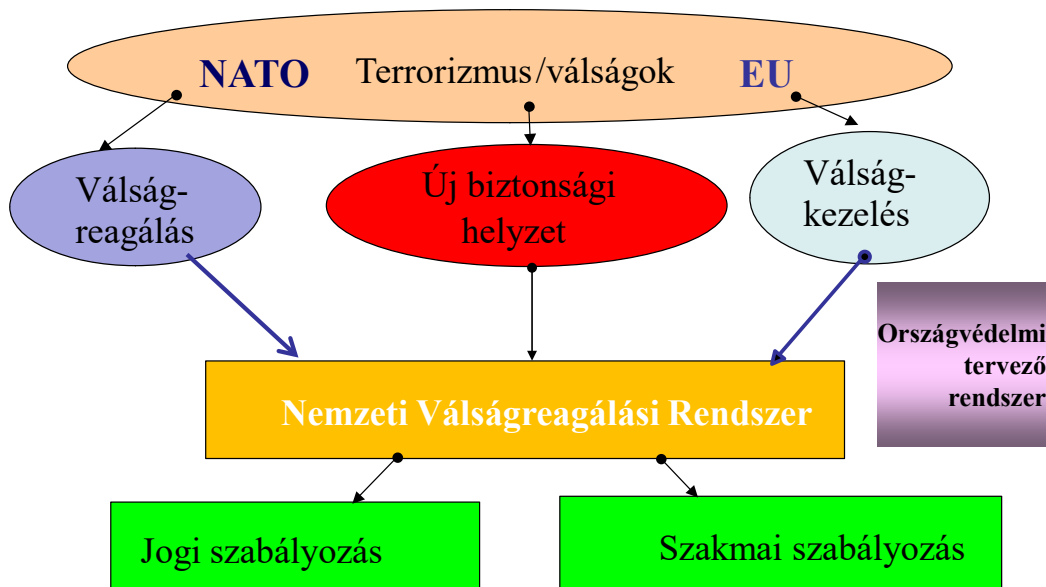 NATO Terrorizmus/válságok EU
Válság-
reagálás
Új biztonsági
helyzet
Válság-
kezelés
Országvédelmi
tervező
rendszer
Nemzeti Válságreagálási Rendszer
Jogi szabályozás
Szakmai szabályozás